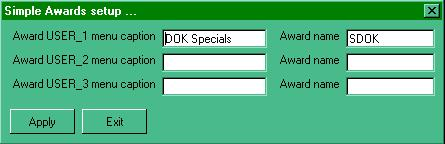 Simple Awards setup ...
Award USER_1 menu caption DOK Specials Award name SDOK
Award USER_2 menu caption Award name
Award USER_3 menu caption Award name
Apply Exit